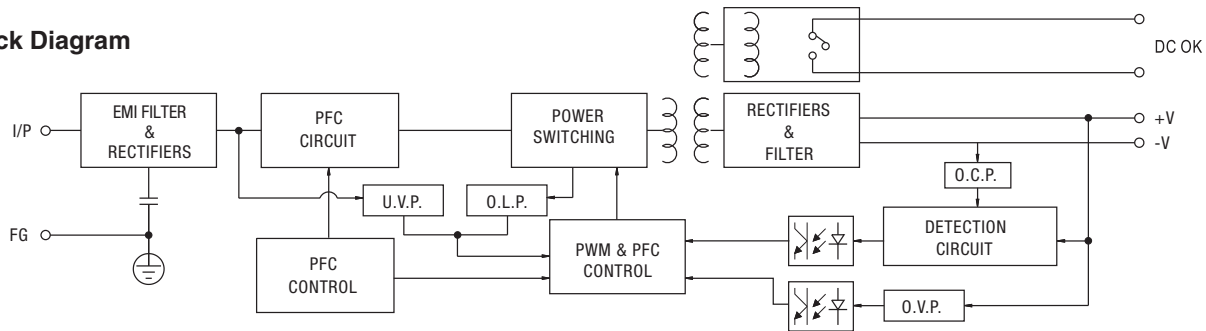 ck Diagram
DC OK
I/P
EMI FILTER
&
RECTIFIERS
PFC
CIRCUIT
POWER
SWITCHING
RECTIFIERS
&
FILTER
+V
-V
O.C.P.
U.V.P.
O.L.P.
FG
PFC
CONTROL
PWM & PFC
CONTROL
DETECTION
CIRCUIT
O.V.P.